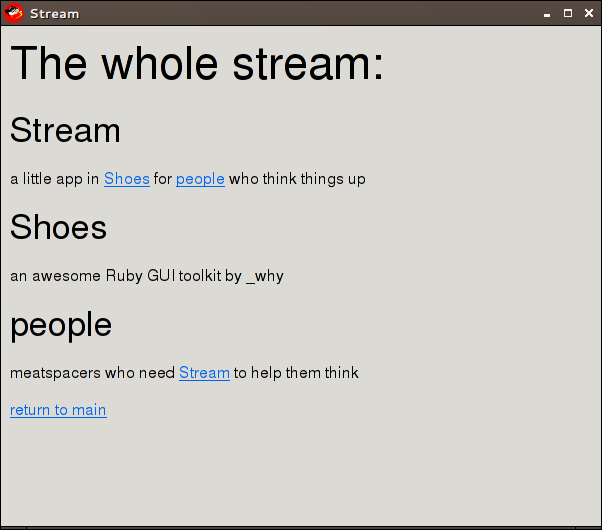 Stream
The whole stream:
Stream
a little app in Shoes for people who think things up
Shoes
an awesome Ruby GUI toolkit by _why
people
meatspacers who need Stream to help them think
return to main